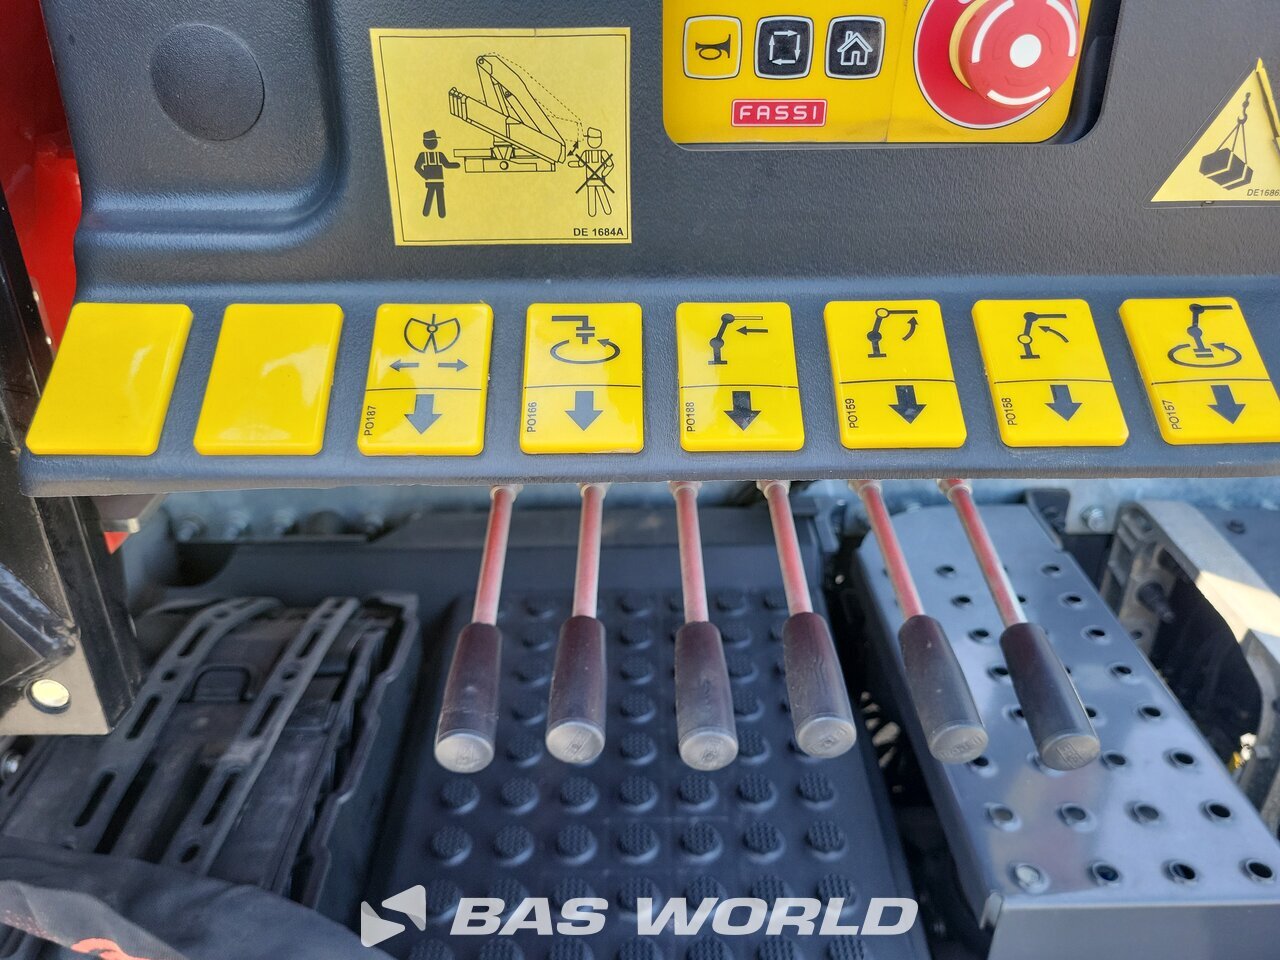 FASSI
DE 1684A
DE1686
PO187
PO166
PO188
PO159
PO158
PO157
BAS WORLD